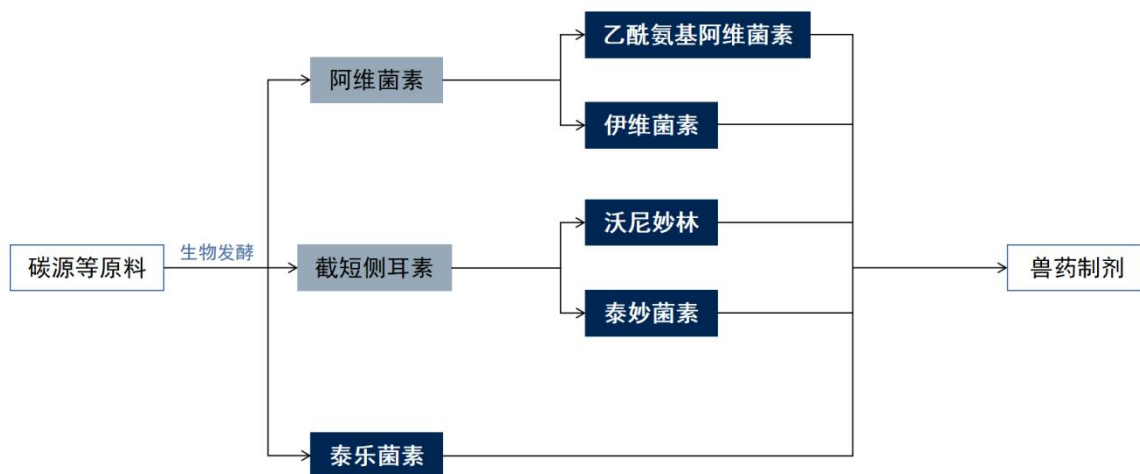 乙酰氨基阿维菌素
阿维菌素
伊维菌素
沃尼妙林
碳源等原料
生物发酵
截短侧耳素
兽药制剂
泰妙菌素
泰乐菌素